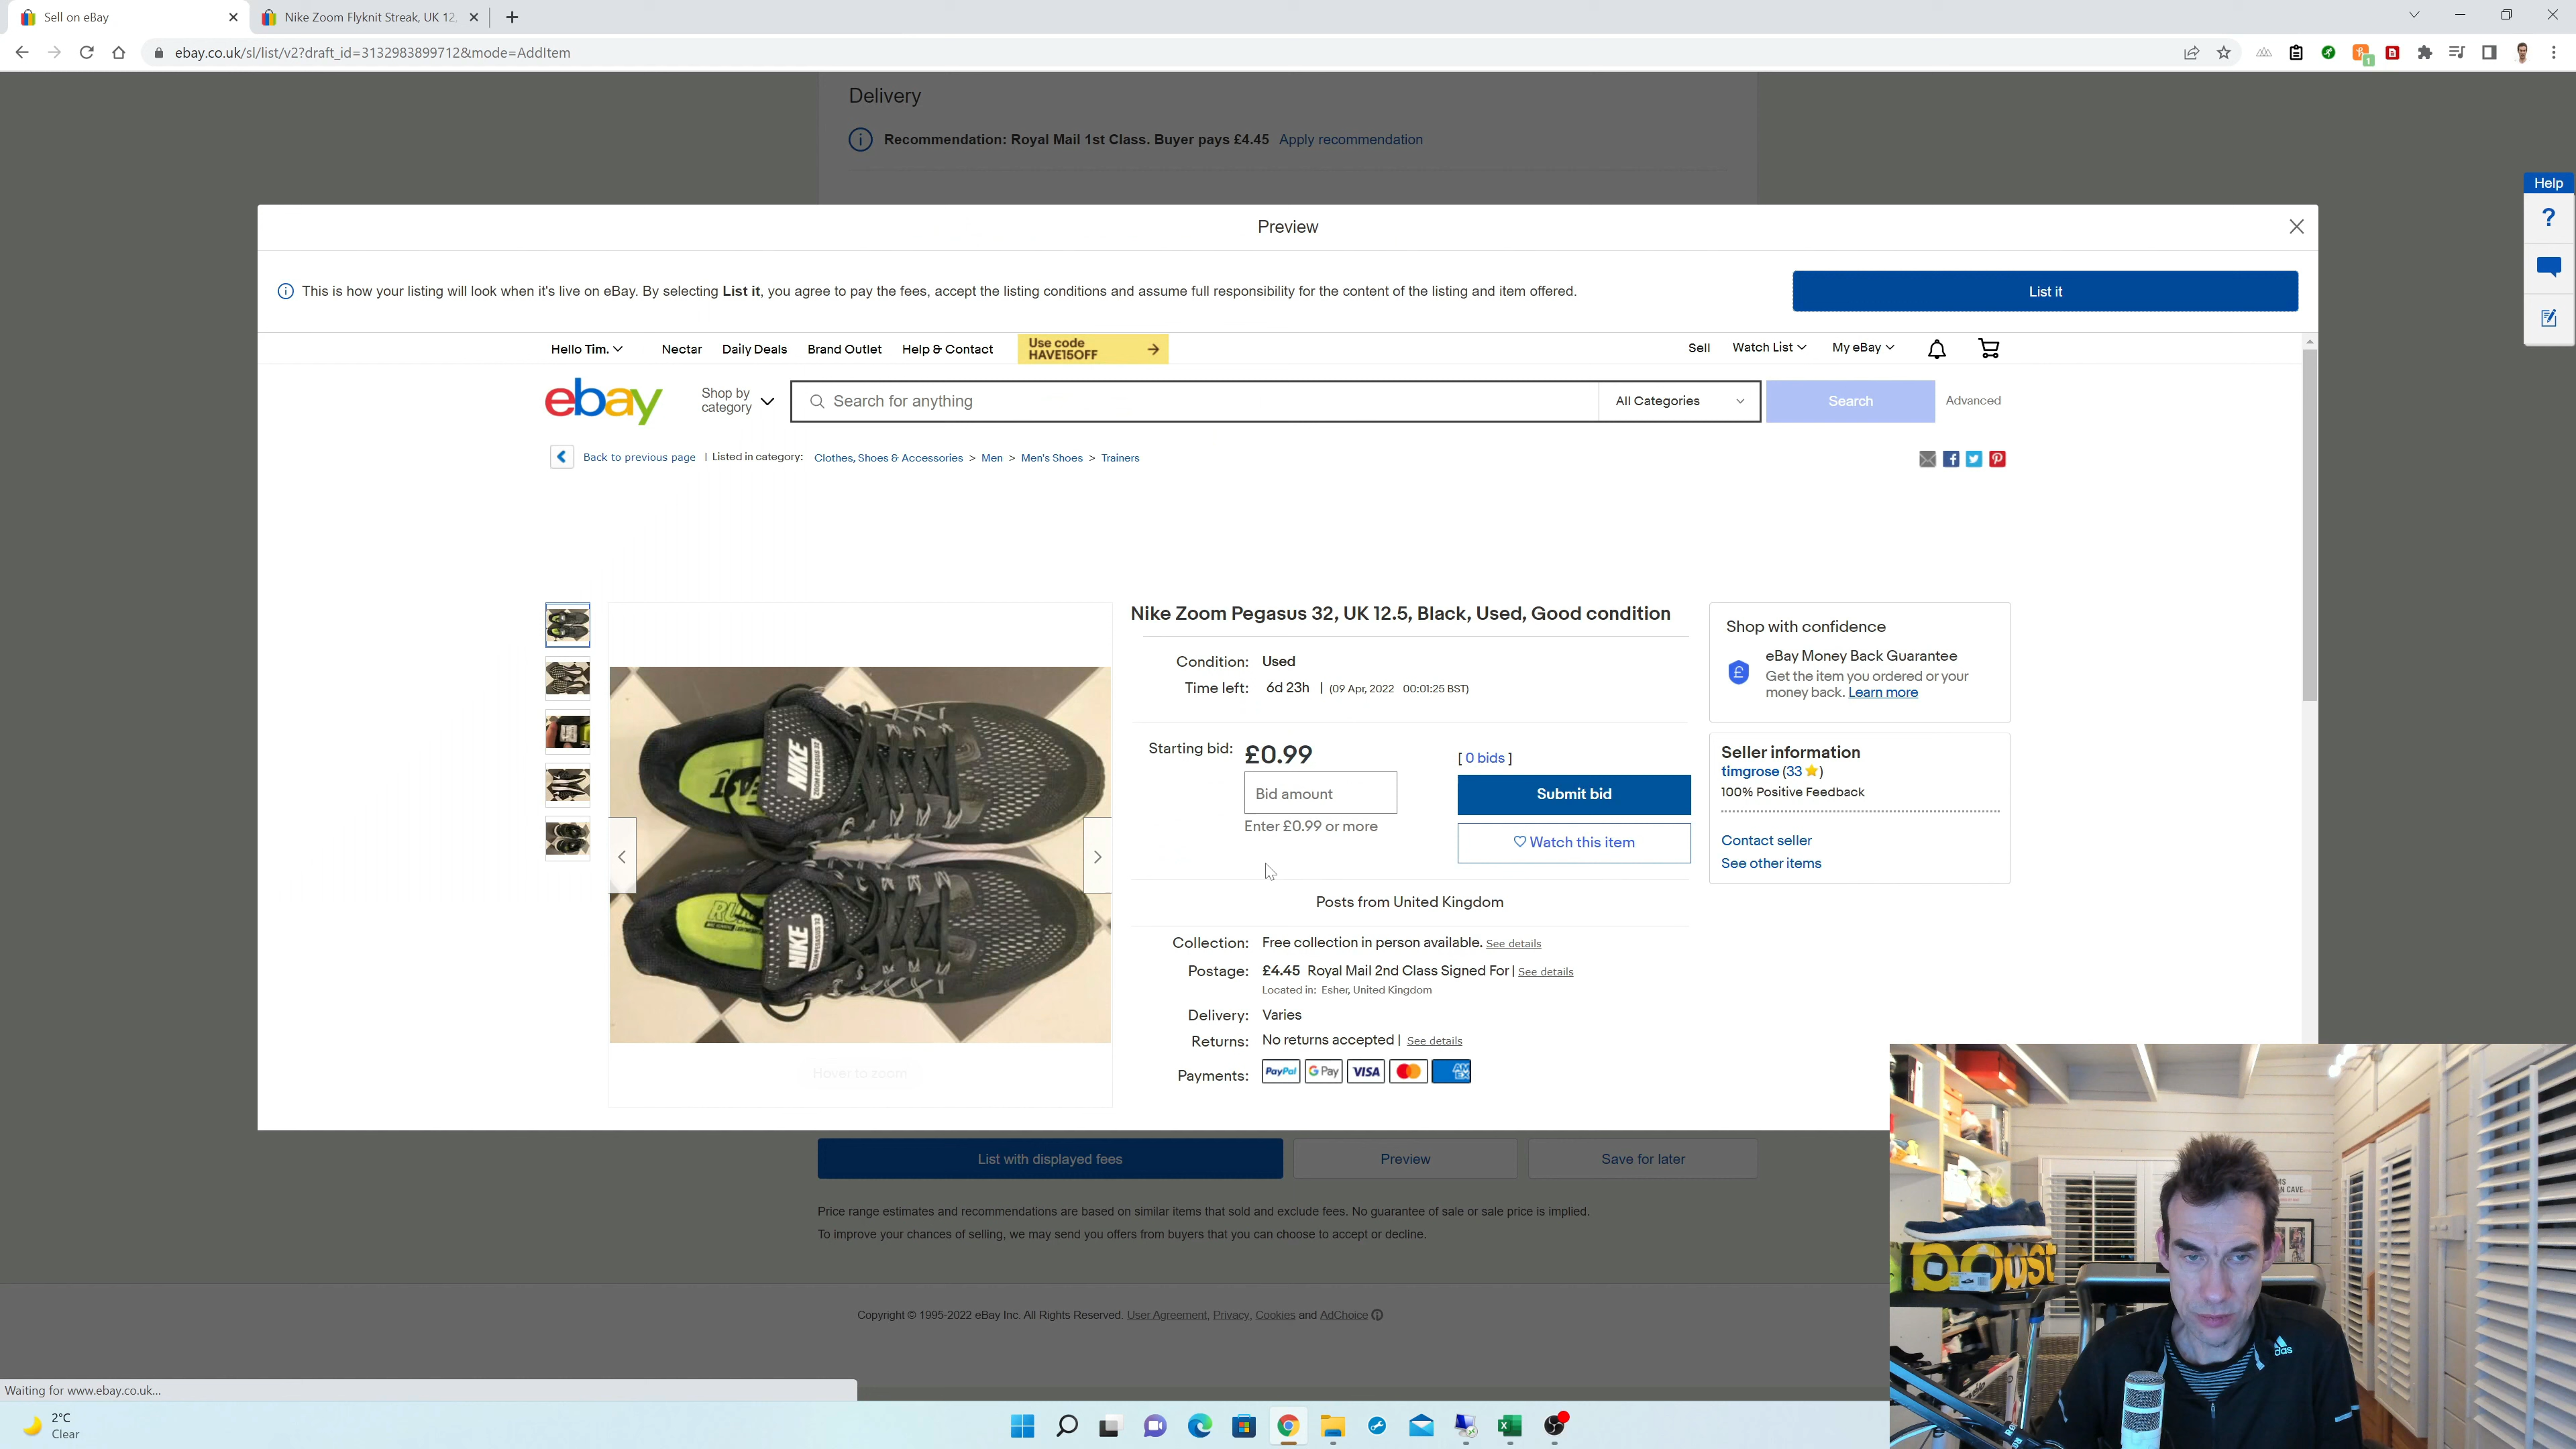 Sell on eBay
Nike Zoom Flyknit Streak, UK 12.
ebay.co.uk/sl/list/v2?draft_id=3132983899712&mode=AddItem
1
Delivery
Recommendation: Royal Mail 1st Class. Buyer pays £4.45 Apply recommendation
Help
?
Preview
This is how your listing will look when it's live on eBay. By selecting List it, you agree to pay the fees, accept the listing conditions and assume full responsibility for the content of the listing and item offered.
List it
Hello Tim. Nectar Daily Deals Brand Outlet Help & Contact
Use code
HAVE15OFF
Sell Watch List My eBay
ebay
Shop by
category
Search for anything
All Categories
Search
Advanced
Back to previous page | Listed in category: Clothes, Shoes & Accessories > Men > Men's Shoes > Trainers
Nike Zoom Pegasus 32, UK 12.5, Black, Used, Good condition
Condition: Used
Time left: 6d 23h | (09 Apr, 2022 00:01:25 BST)
Starting bid: £0.99
[ 0 bids ]
Bid amount
Submit bid
Enter £0.99 or more
Watch this item
Posts from United Kingdom
Collection: Free collection in person available. See details
Postage: £4.45 Royal Mail 2nd Class Signed For | See details
Located in: Esher, United Kingdom
Delivery: Varies
Returns: No returns accepted | See details
Payments: PayPal G Pay VISA AMEX
Shop with confidence
eBay Money Back Guarantee
Get the item you ordered or your
money back. Learn more
Seller information
timgrose (33)
100% Positive Feedback
Contact seller
See other items
NIKE
NIKE
RUN
Hover to zoom
List with displayed fees
Preview
Save for later
Price range estimates and recommendations are based on similar items that sold and exclude fees. No guarantee of sale or sale price is implied.
To improve your chances of selling, we may send you offers from buyers that you can choose to accept or decline.
Copyright © 1995-2022 eBay Inc. All Rights Reserved. User Agreement, Privacy, Cookies and AdChoice
Waiting for www.ebay.co.uk...
2°C
Clear
boost
CAVE